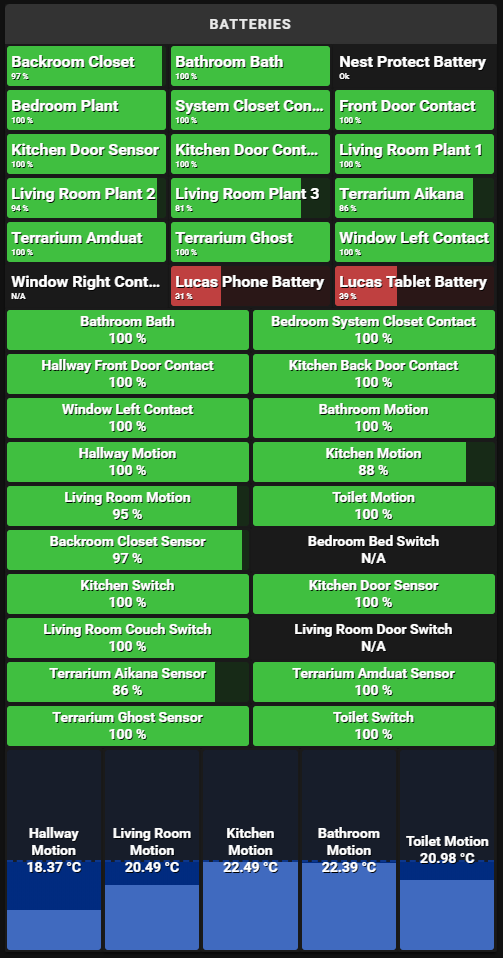 BATTERIES
Backroom Closet
97 %
Bathroom Bath
100 %
Nest Protect Battery
Ok
Bedroom Plant
100 %
System Closet Con...
100 %
Front Door Contact
100 %
Kitchen Door Sensor
100 %
Kitchen Door Cont...
100 %
Living Room Plant 1
100 %
Living Room Plant 2
94 %
Living Room Plant 3
81 %
Terrarium Aikana
86 %
Terrarium Amduat
100 %
Terrarium Ghost
100 %
Window Left Contact
100 %
Window Right Cont...
N/A
Lucas Phone Battery
31 %
Lucas Tablet Battery
39 %
Bathroom Bath
100 %
Bedroom System Closet Contact
100 %
Hallway Front Door Contact
100 %
Kitchen Back Door Contact
100 %
Window Left Contact
100 %
Bathroom Motion
100 %
Hallway Motion
100 %
Kitchen Motion
88 %
Living Room Motion
95 %
Toilet Motion
100 %
Backroom Closet Sensor
97 %
Bedroom Bed Switch
N/A
Kitchen Switch
100 %
Kitchen Door Sensor
100 %
Living Room Couch Switch
100 %
Living Room Door Switch
N/A
Terrarium Aikana Sensor
86 %
Terrarium Amduat Sensor
100 %
Terrarium Ghost Sensor
100 %
Toilet Switch
100 %
Hallway
Motion
18.37 °C
Living Room
Motion
20.49 °C
Kitchen
Motion
22.49 °C
Bathroom
Motion
22.39 °C
Toilet Motion
20.98 °C